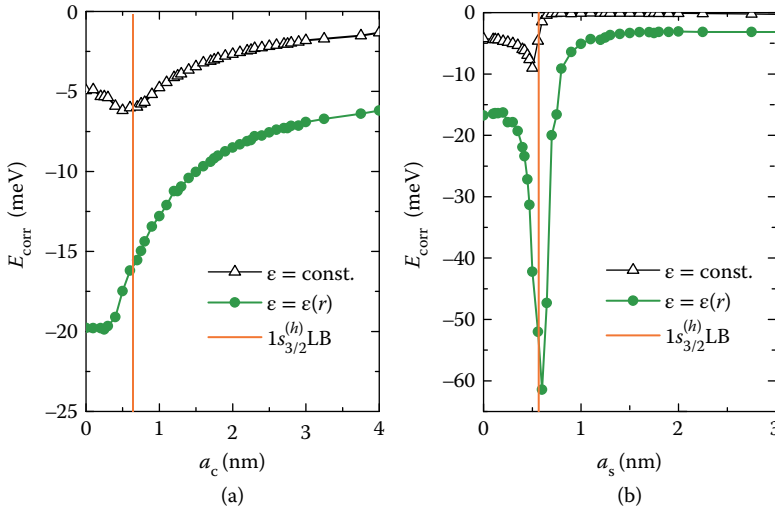 0
−5
−10
−15
−20
−25
E_corr (meV)
ε = const.
ε = ε(r)
1s_{3/2}^{(h)}LB
0 1 2 3 4
a_c (nm)
(a)
0
−10
−20
−30
−40
−50
−60
E_corr (meV)
ε = const.
ε = ε(r)
1s_{3/2}^{(h)}LB
0 1 2 3
a_s (nm)
(b)